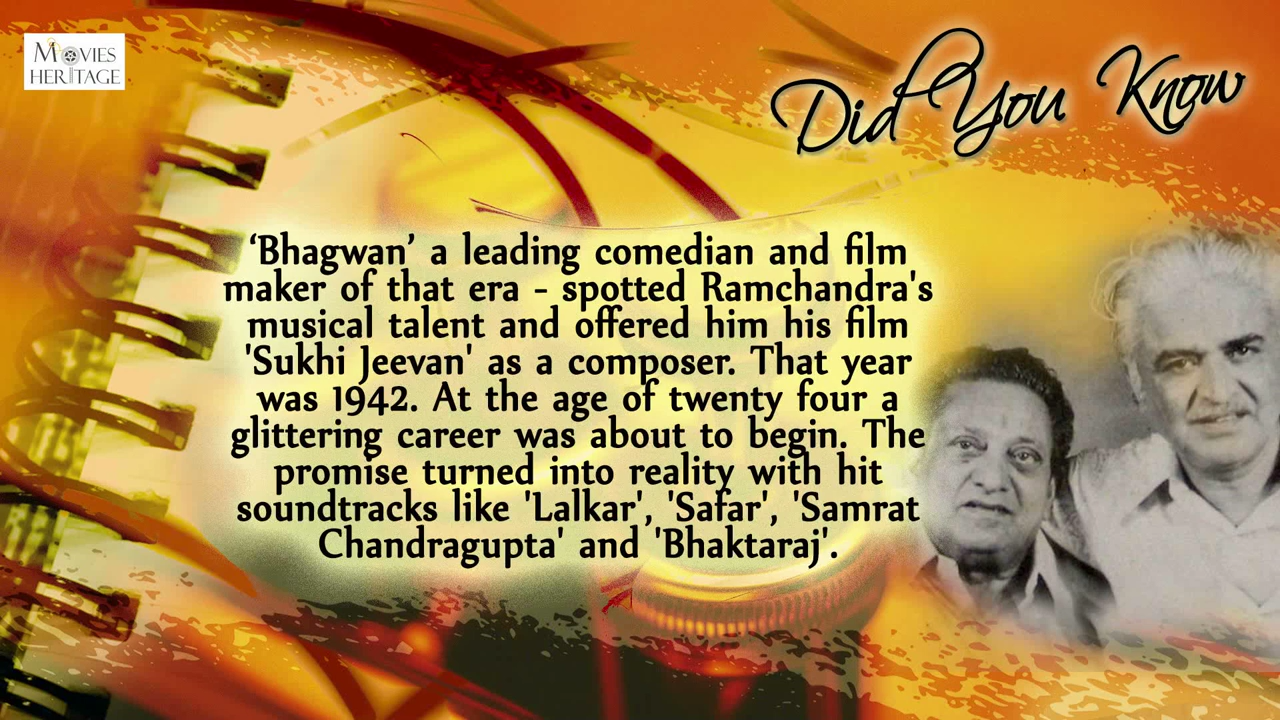 MOVIES
HERITAGE
Did You Know
‘Bhagwan’ a leading comedian and film
maker of that era - spotted Ramchandra's
musical talent and offered him his film
'Sukhi Jeevan' as a composer. That year
was 1942. At the age of twenty four a
glittering career was about to begin. The
promise turned into reality with hit
soundtracks like 'Lalkar', 'Safar', 'Samrat
Chandragupta' and 'Bhaktaraj'.